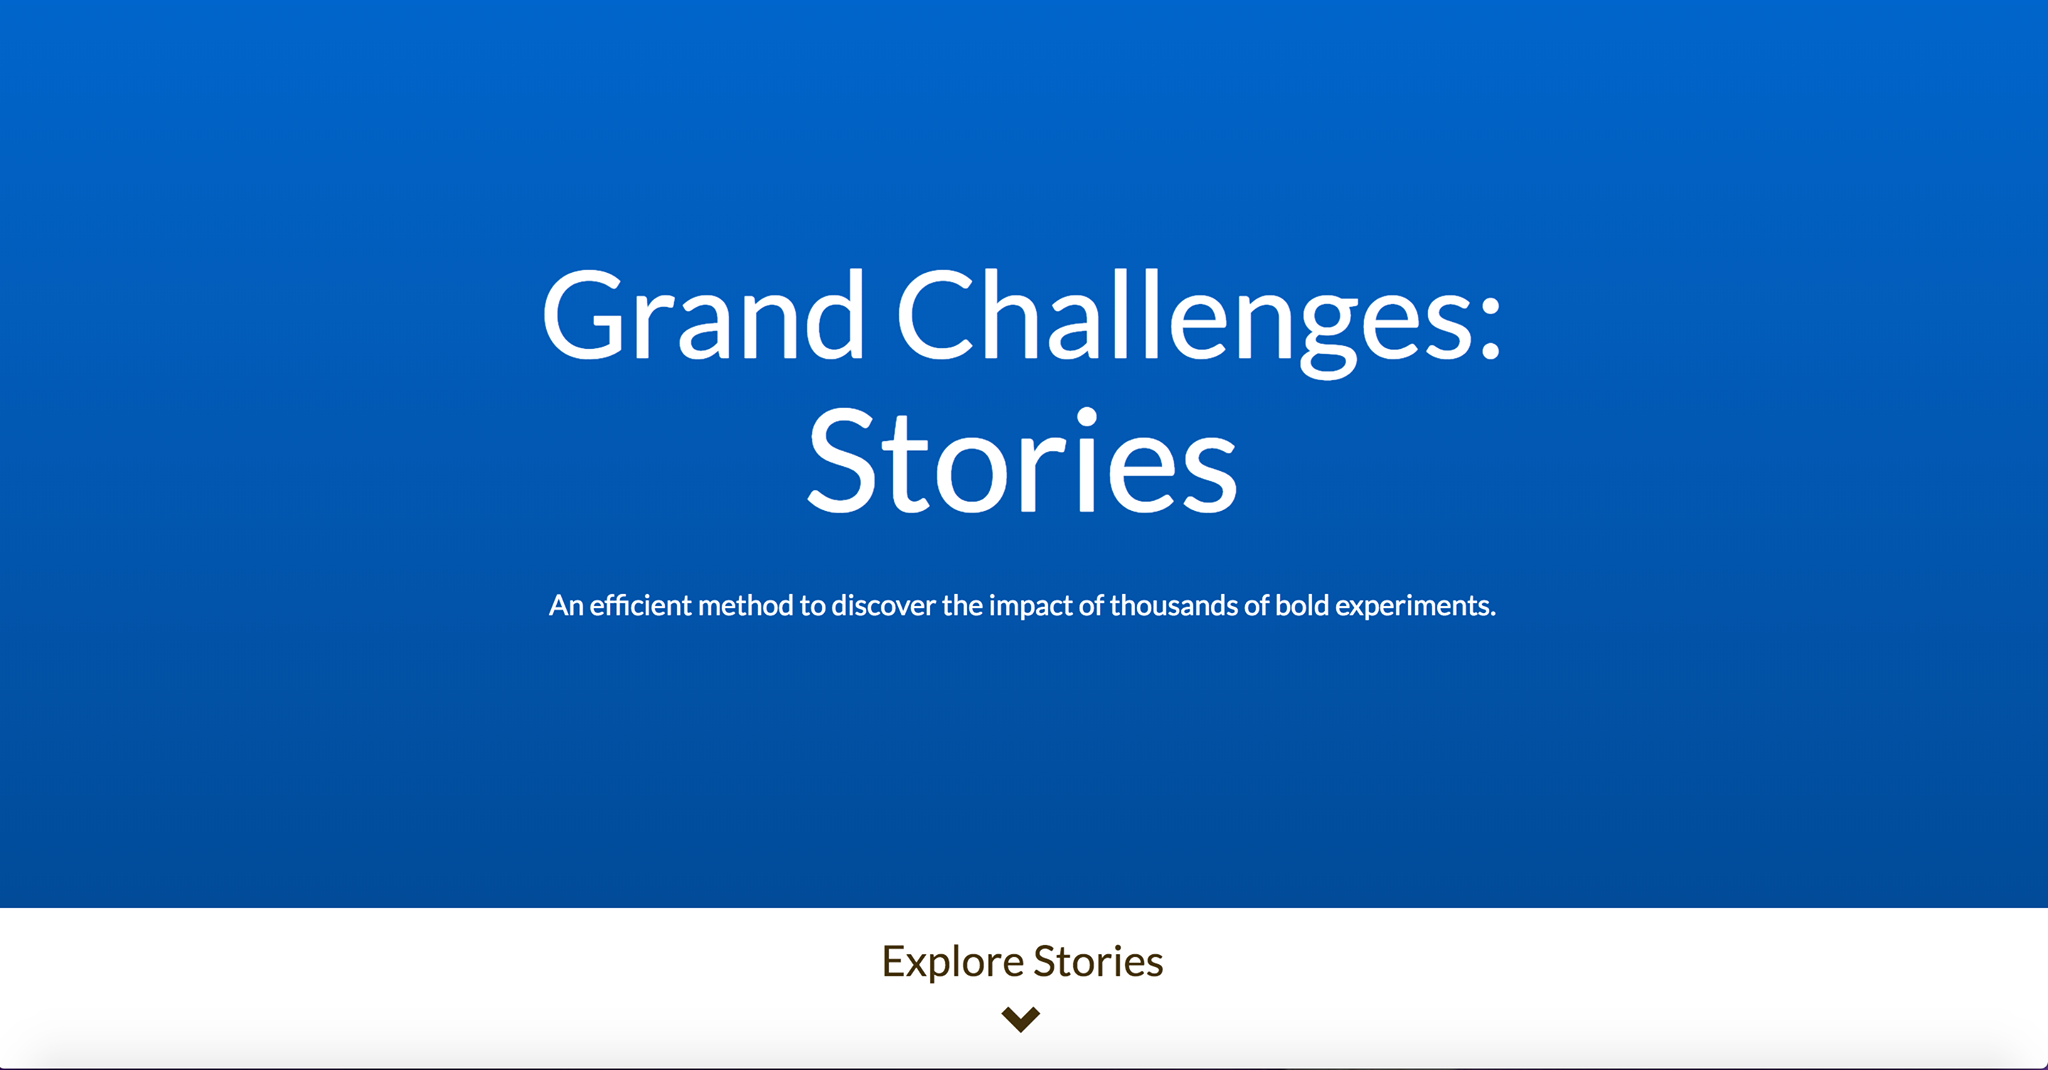 Grand Challenges:
Stories
An efficient method to discover the impact of thousands of bold experiments.
Explore Stories